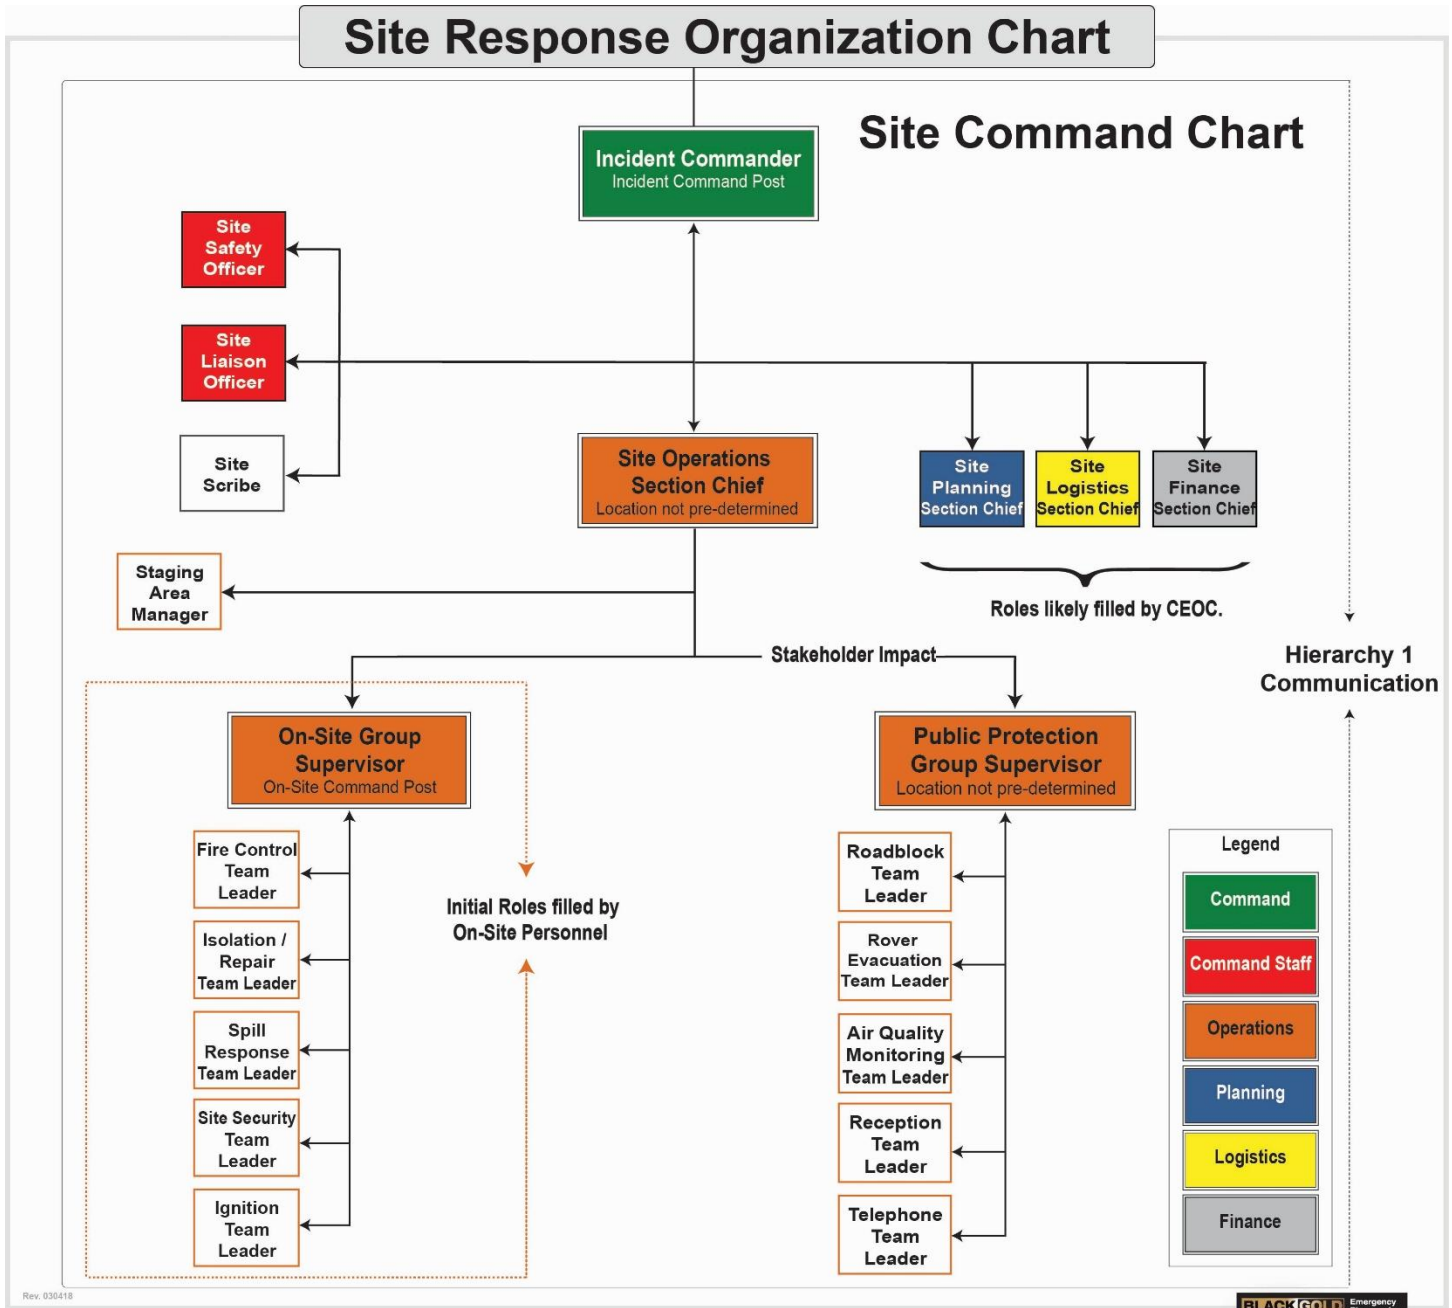 Site Response Organization Chart
Site Command Chart
Incident Commander
Incident Command Post
Site
Safety
Officer
Site
Liaison
Officer
Site
Scribe
Site Operations
Section Chief
Location not pre-determined
Site
Planning
Section Chief
Site
Logistics
Section Chief
Site
Finance
Section Chief
Roles likely filled by CEOC.
Staging
Area
Manager
Stakeholder Impact
Hierarchy 1
Communication
On-Site Group
Supervisor
On-Site Command Post
Public Protection
Group Supervisor
Location not pre-determined
Fire Control
Team
Leader
Isolation /
Repair
Team Leader
Spill
Response
Team Leader
Site Security
Team
Leader
Ignition
Team
Leader
Initial Roles filled by
On-Site Personnel
Roadblock
Team
Leader
Rover
Evacuation
Team Leader
Air Quality
Monitoring
Team Leader
Reception
Team
Leader
Telephone
Team
Leader
Legend
Command
Command Staff
Operations
Planning
Logistics
Finance
Rev. 030418
BLACK GOLD Emergency